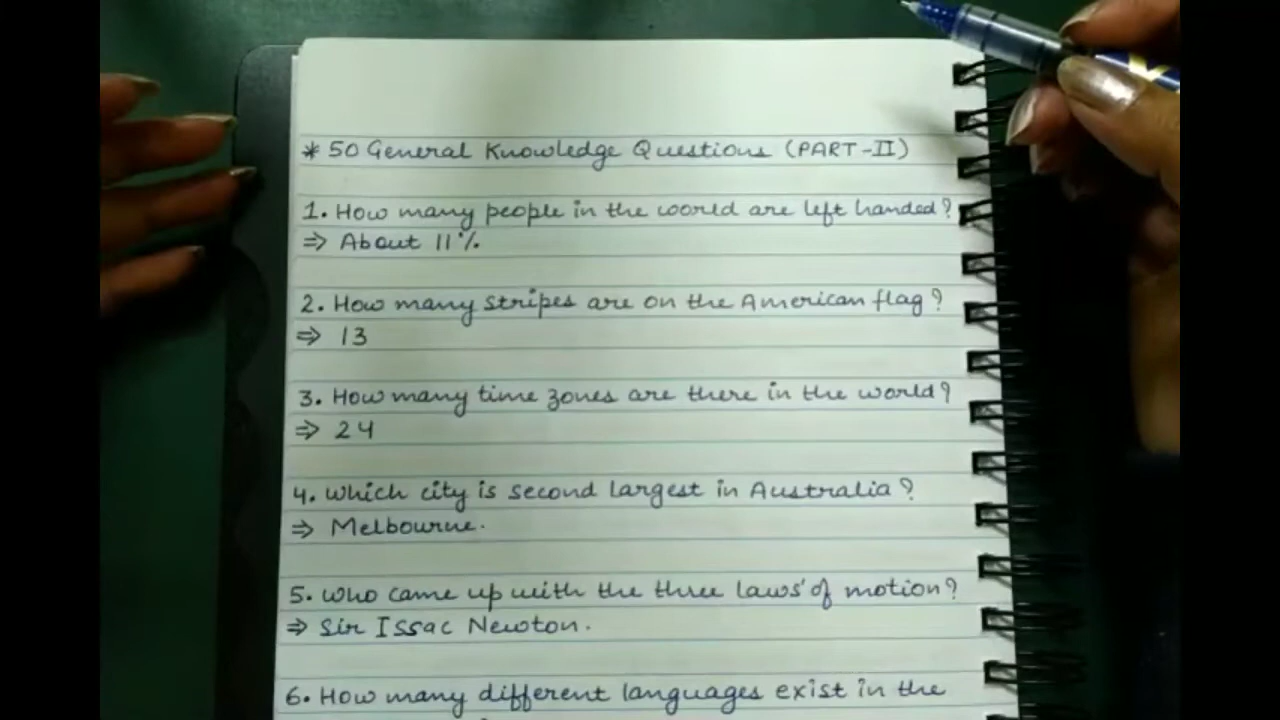 * 50 General Knowledge Questions (PART-II)
1. How many people in the world are left handed?
⇒ About 11%
2. How many stripes are on the American flag?
⇒ 13
3. How many time zones are there in the world?
⇒ 24
4. Which city is second largest in Australia?
⇒ Melbourne.
5. Who came up with the three laws' of motion?
⇒ Sir Issac Newton.
6. How many different languages exist in the